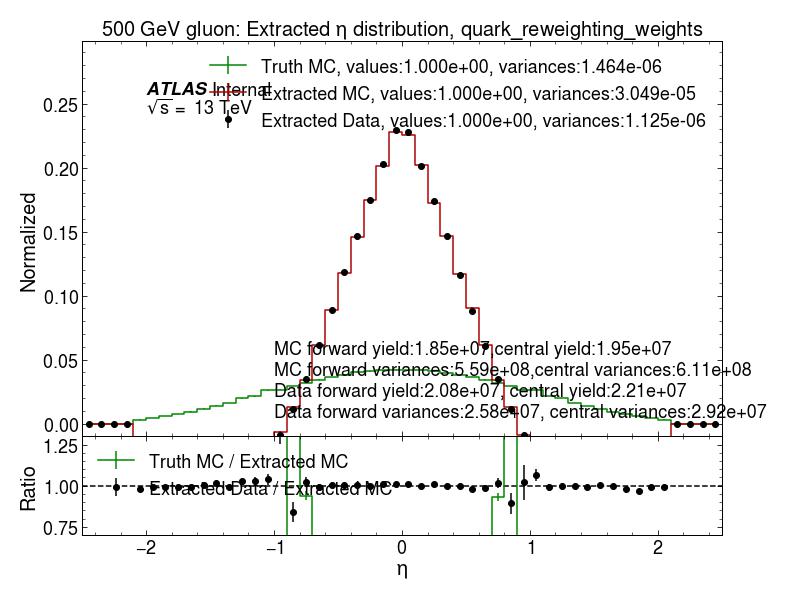 500 GeV gluon: Extracted η distribution, quark_reweighting_weights
Truth MC, values:1.000e+00, variances:1.464e-06
ATLAS Internal
Extracted MC, values:1.000e+00, variances:3.049e-05
√s = 13 TeV
Extracted Data, values:1.000e+00, variances:1.125e-06
Normalized
0.25
0.20
0.15
0.10
0.05
0.00
MC forward yield:1.85e+07,central yield:1.95e+07
MC forward variances:5.59e+08,central variances:6.11e+08
Data forward yield:2.08e+07, central yield:2.21e+07
Data forward variances:2.58e+07, central variances:2.92e+07
Ratio
1.25
1.00
0.75
Truth MC / Extracted MC
Extracted Data / Extracted MC
−2 −1 0 1 2
η